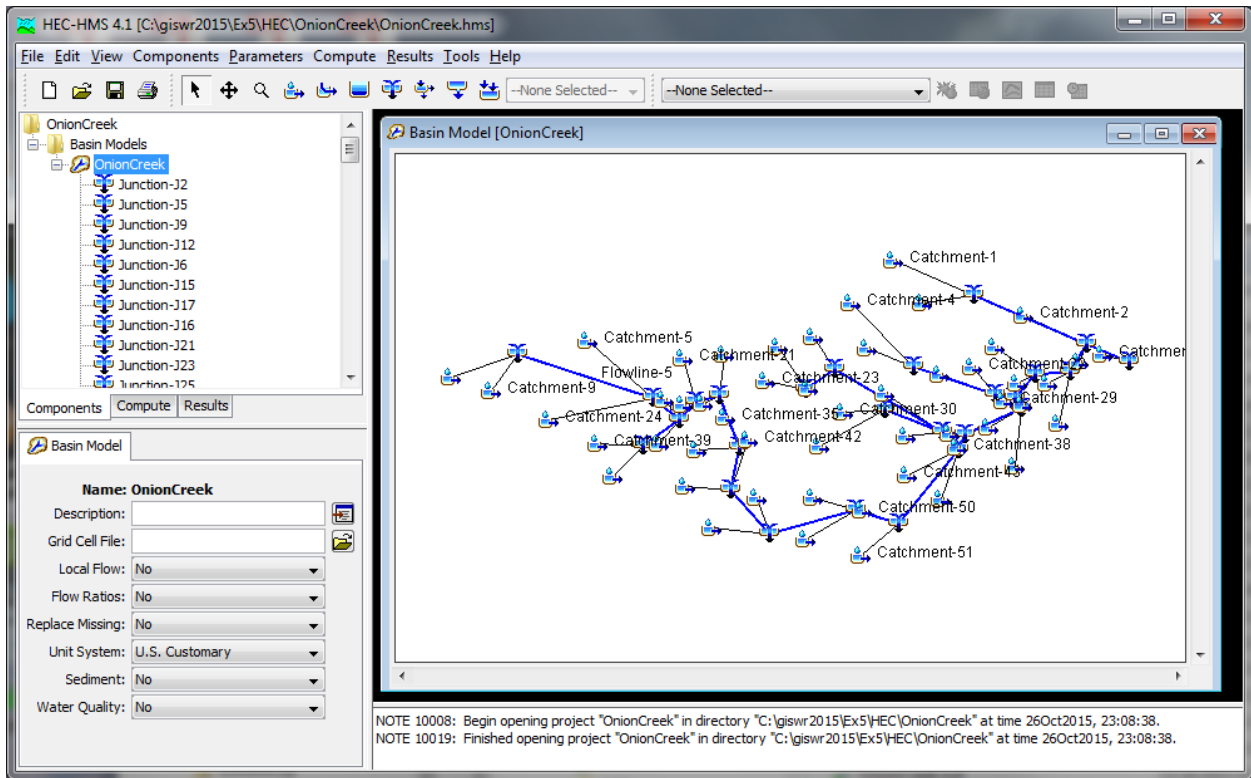 HEC-HMS 4.1 [C:\giswr2015\Ex5\HEC\OnionCreek\OnionCreek.hms]
File Edit View Components Parameters Compute Results Tools Help
--None Selected-- --None Selected--
OnionCreek
Basin Models
OnionCreek
Junction-J2
Junction-J5
Junction-J9
Junction-J12
Junction-J6
Junction-J15
Junction-J17
Junction-J16
Junction-J21
Junction-J23
Junction-J25
Components Compute Results
Basin Model
Name: OnionCreek
Description:
Grid Cell File:
Local Flow: No
Flow Ratios: No
Replace Missing: No
Unit System: U.S. Customary
Sediment: No
Water Quality: No
Basin Model [OnionCreek]
Catchment-1
Catchment-4
Catchment-2
Catchment-5
Catchment-21
Catchmer
Flowline-5
Catchment-23
Catchment-9
Catchment-29
Catchment-24
Catchment-30
Catchment-39
Catchment-42
Catchment-38
Catchment-43
Catchment-50
Catchment-51
NOTE 10008: Begin opening project "OnionCreek" in directory "C:\giswr2015\Ex5\HEC\OnionCreek" at time 26Oct2015, 23:08:38.
NOTE 10019: Finished opening project "OnionCreek" in directory "C:\giswr2015\Ex5\HEC\OnionCreek" at time 26Oct2015, 23:08:38.